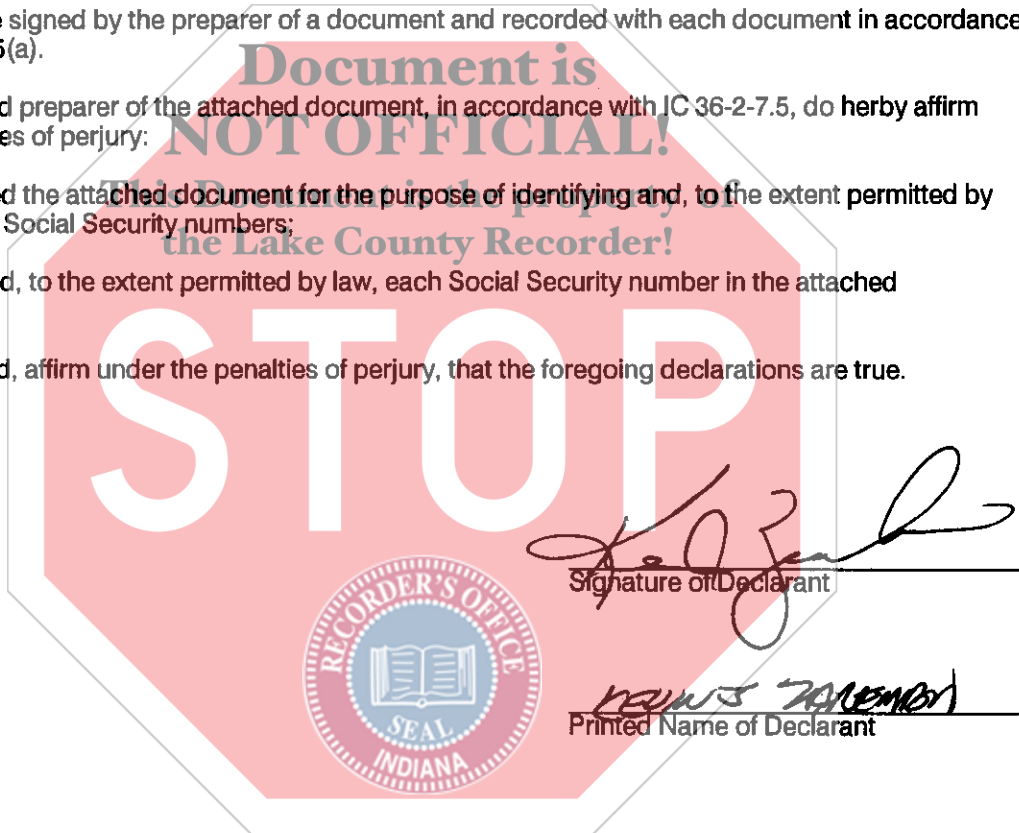 e signed by the preparer of a document and recorded with each document in accordance
5(a).
Document is
d preparer of the attached document, in accordance with IC 36-2-7.5, do herby affirm
es of perjury:
NOT OFFICIAL!
d the attached document for the purpose of identifying and, to the extent permitted by
This Document is the property of
Social Security numbers;
the Lake County Recorder!
d, to the extent permitted by law, each Social Security number in the attached
STOP
d, affirm under the penalties of perjury, that the foregoing declarations are true.
Signature of Declarant
Printed Name of Declarant
RECORDER'S OFFICE
SEAL
INDIANA